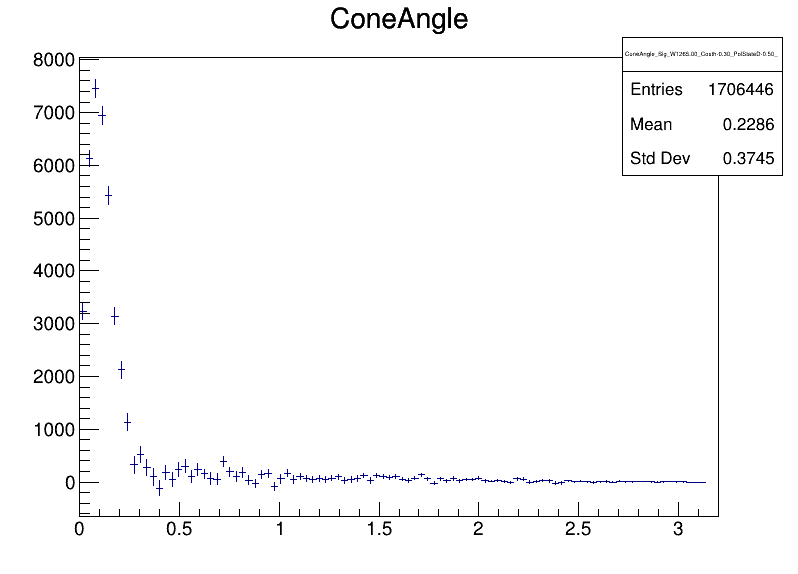 ConeAngle
ConeAngle_Sig_W1265.00_Costh-0.30_PolStateD-0.50_
Entries 1706446
Mean 0.2286
Std Dev 0.3745
8000
7000
6000
5000
4000
3000
2000
1000
0
0 0.5 1 1.5 2 2.5 3